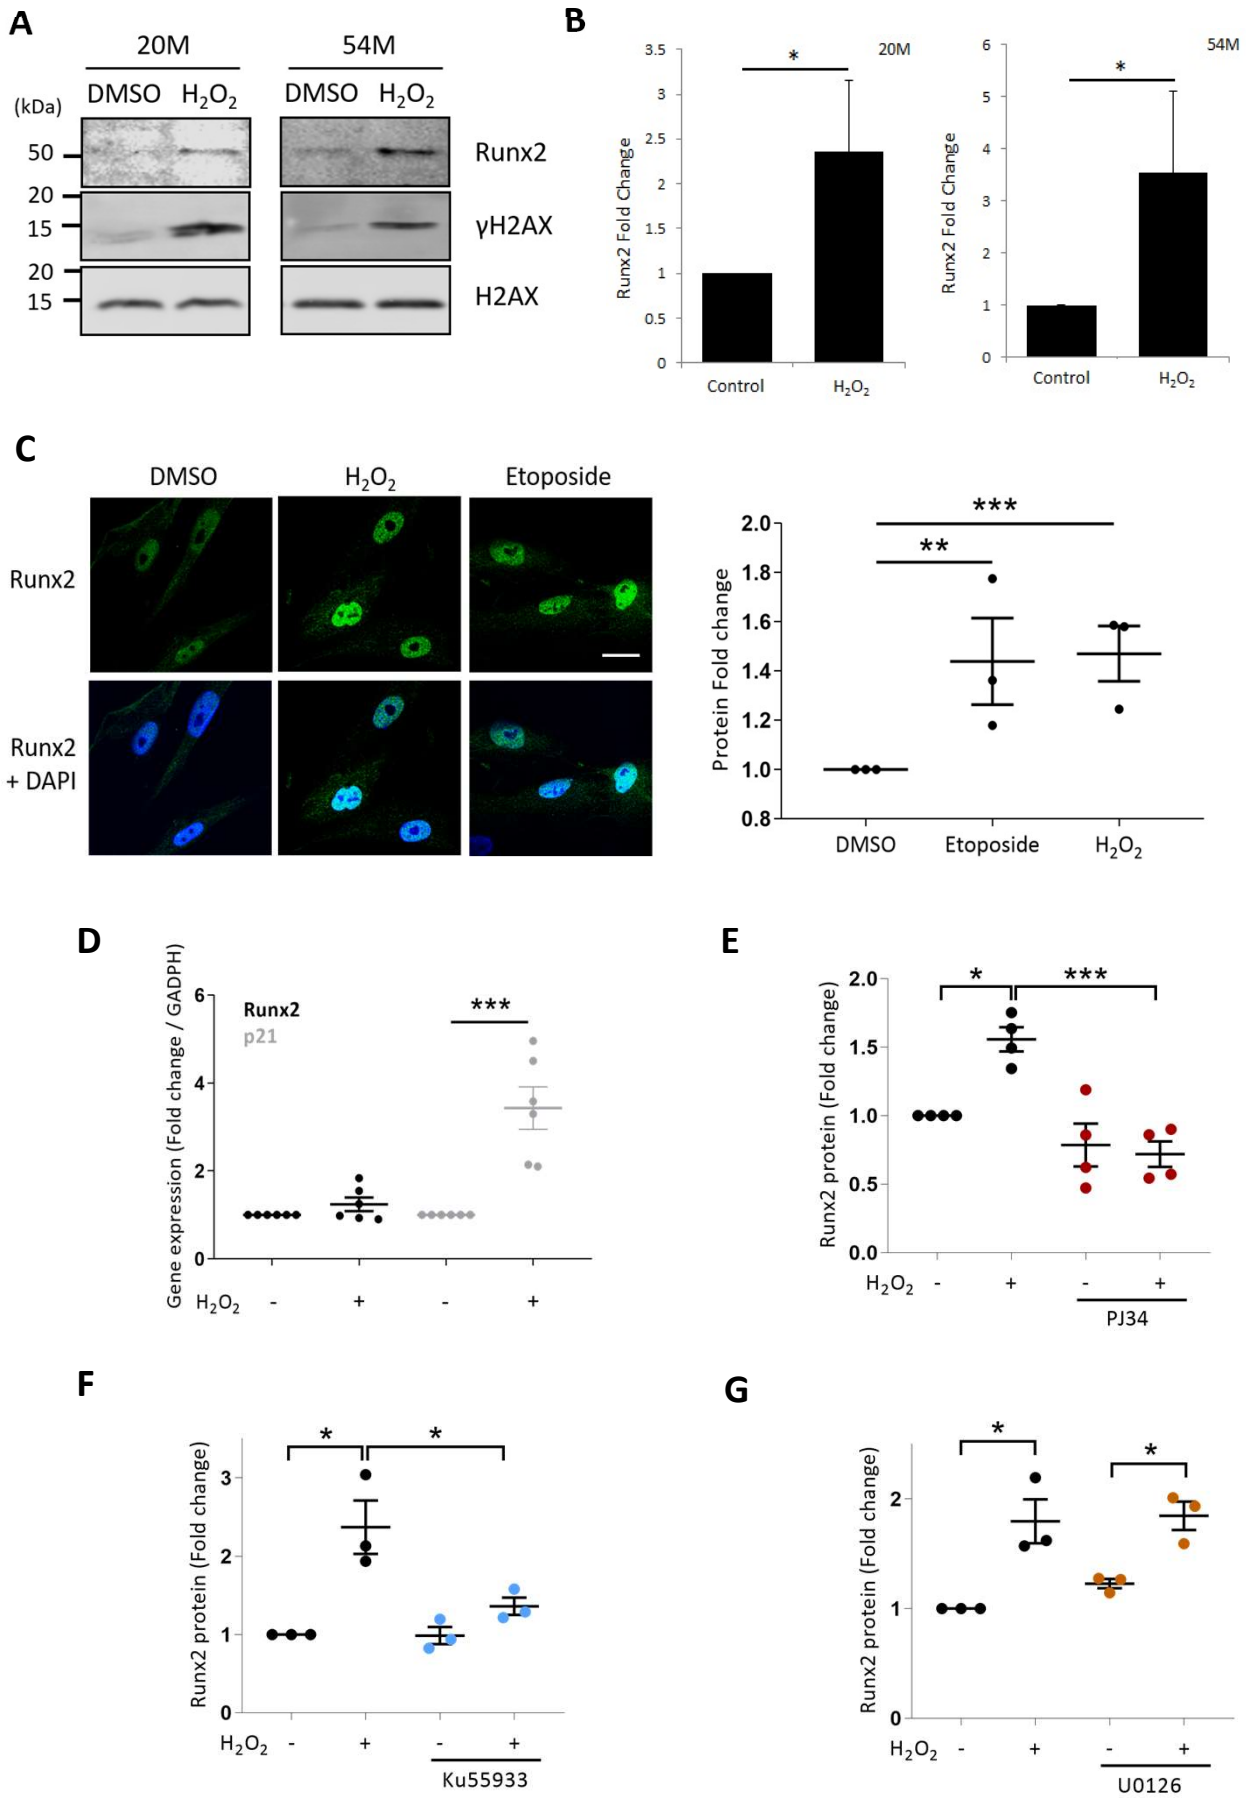 A
20M 54M
(kDa) DMSO H₂O₂ DMSO H₂O₂
50 Runx2
20
15 γH2AX
20
15 H2AX
B
20M
*
Runx2 Fold Change
3.5
3
2.5
2
1.5
1
0.5
0
Control H₂O₂
54M
*
Runx2 Fold Change
6
5
4
3
2
1
0
Control H₂O₂
C
DMSO H₂O₂ Etoposide
Runx2
Runx2
+ DAPI
***
**
Protein Fold change
2.0
1.8
1.6
1.4
1.2
1.0
0.8
DMSO Etoposide H₂O₂
D
Gene expression (Fold change / GADPH)
Runx2
p21
***
6
4
2
0
H₂O₂ - + - +
E
* ***
Runx2 protein (Fold change)
2.0
1.5
1.0
0.5
0.0
H₂O₂ - + - +
PJ34
F
* *
Runx2 protein (Fold change)
3
2
1
0
H₂O₂ - + - +
Ku55933
G
* *
Runx2 protein (Fold change)
2
1
0
H₂O₂ - + - +
U0126